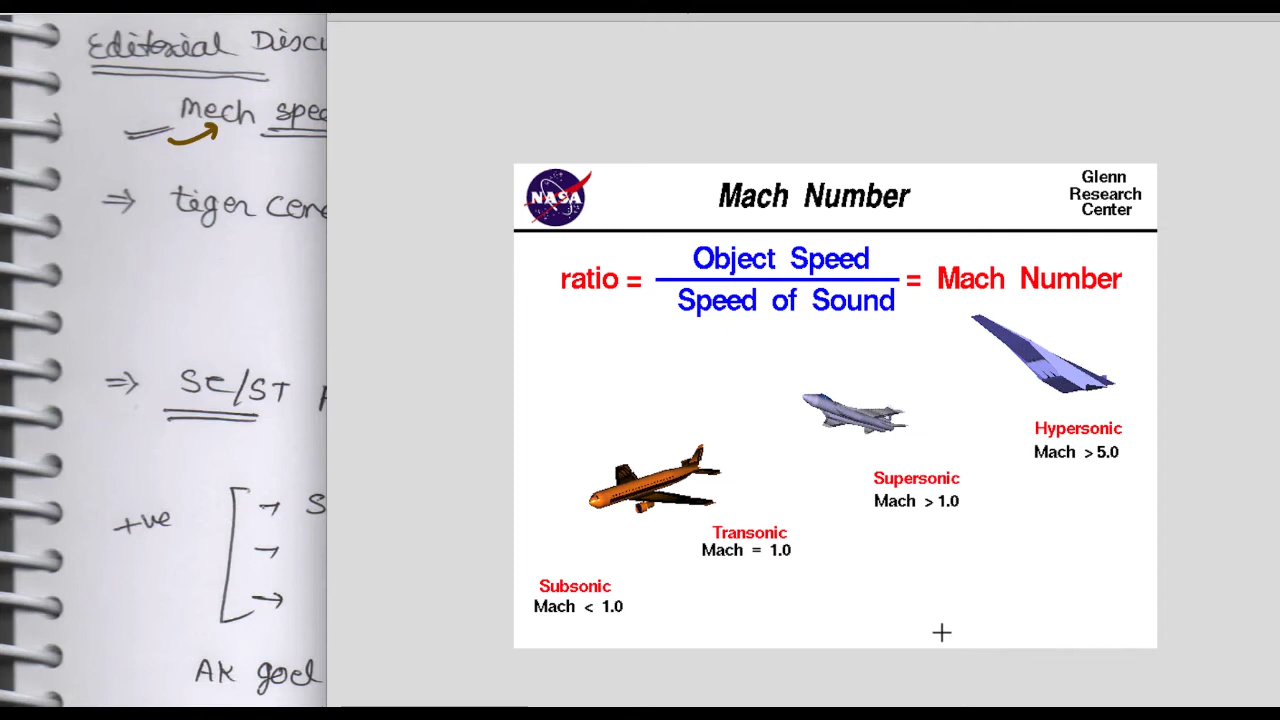 Editorial Discu
Mech spee
⇒ tiger cens
⇒ SC/ST
+ve
→ S
→
→
AK goel
NASA
Mach Number
Glenn
Research
Center
ratio = Object Speed / Speed of Sound = Mach Number
Hypersonic
Mach > 5.0
Supersonic
Mach > 1.0
Transonic
Mach = 1.0
Subsonic
Mach < 1.0